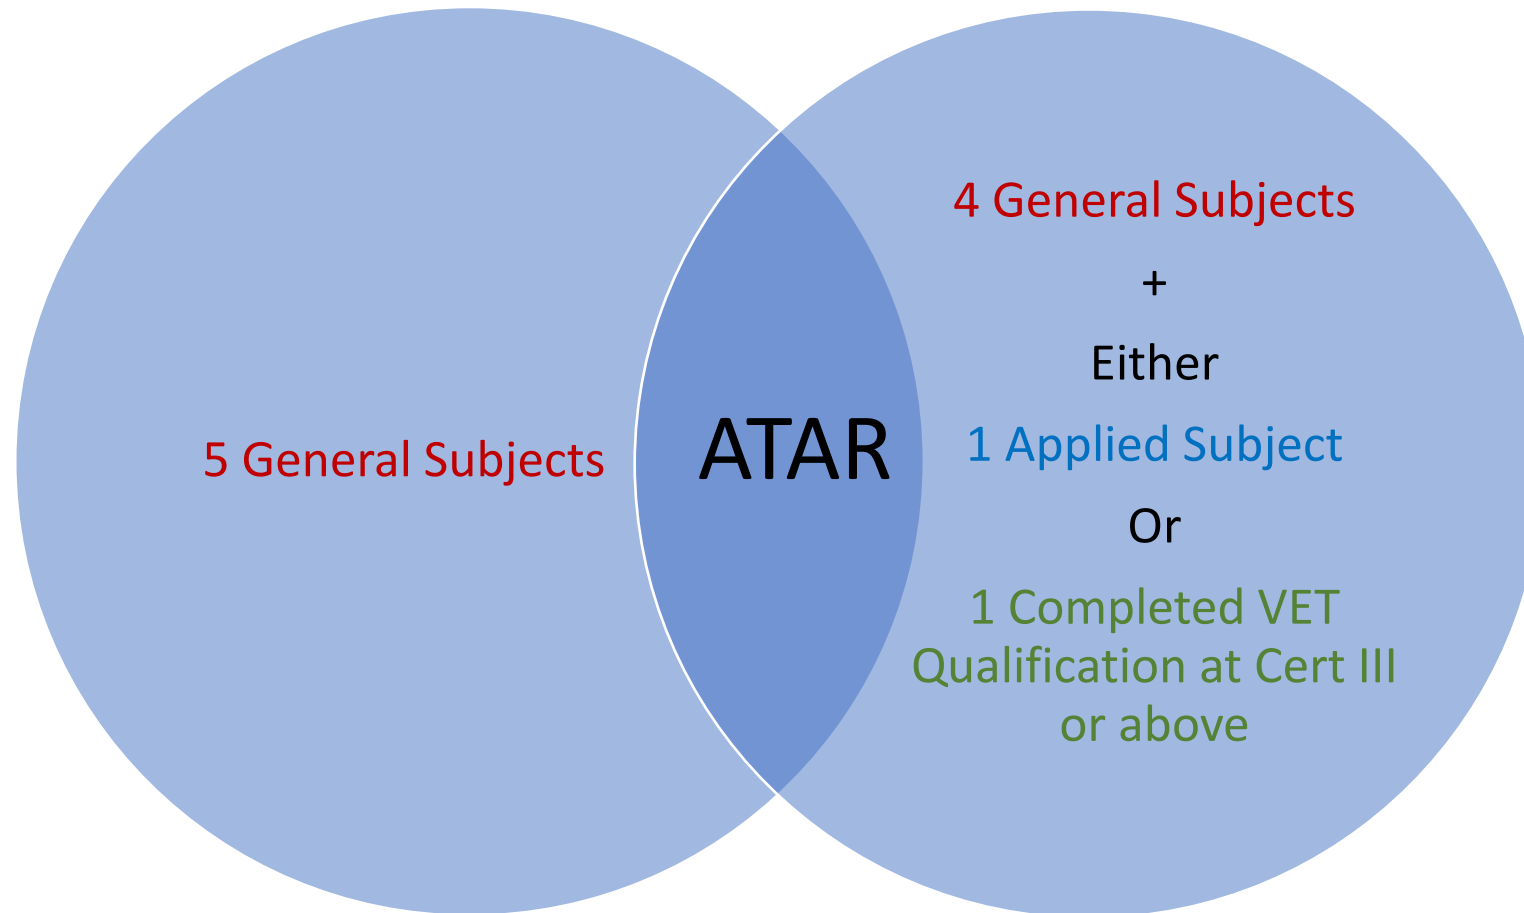 5 General Subjects
ATAR
4 General Subjects
+
Either
1 Applied Subject
Or
1 Completed VET
Qualification at Cert III
or above